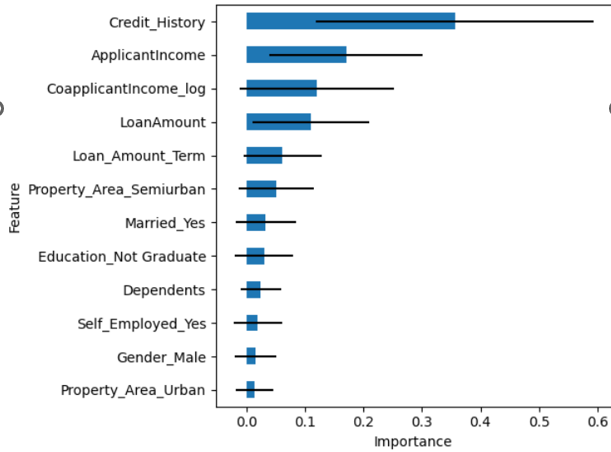 Credit_History
ApplicantIncome
CoapplicantIncome_log
LoanAmount
Loan_Amount_Term
Property_Area_Semiurban
Married_Yes
Education_Not Graduate
Dependents
Self_Employed_Yes
Gender_Male
Property_Area_Urban
Feature
0.0 0.1 0.2 0.3 0.4 0.5 0.6
Importance